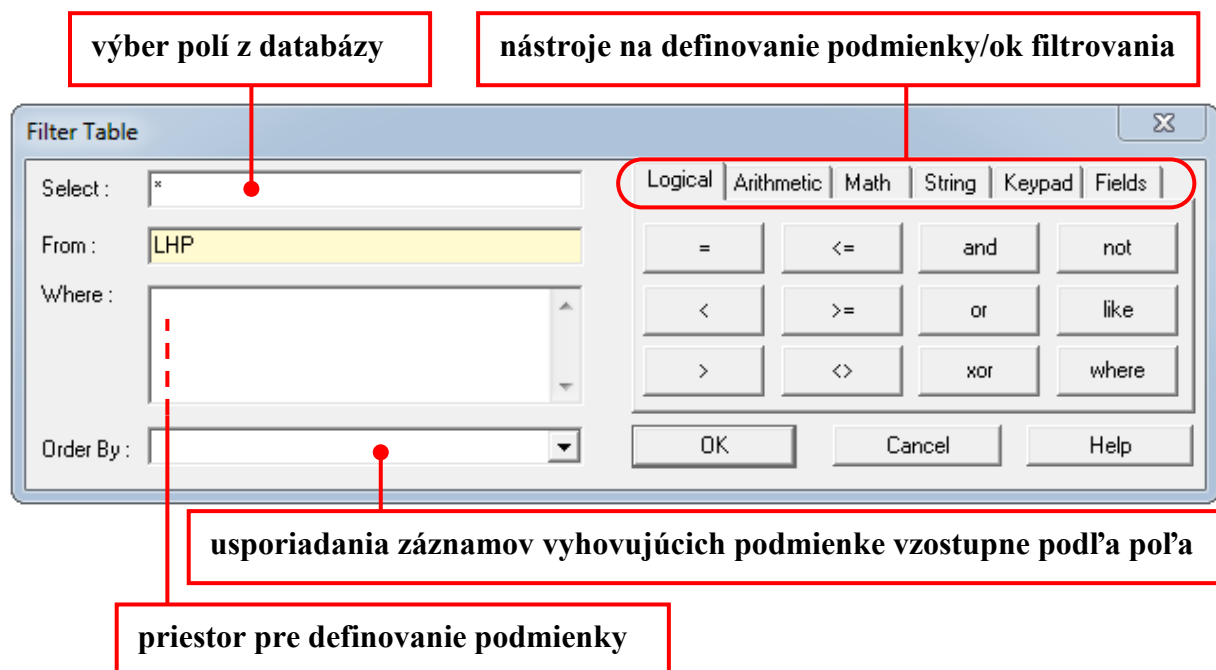 výber polí z databázy
nástroje na definovanie podmienky/ok filtrovania
Filter Table
Select : *
Logical Arithmetic Math String Keypad Fields
From : LHP
= <= and not
Where :
< >= or like
> <> xor where
Order By :
OK Cancel Help
usporiadania záznamov vyhovujúcich podmienke vzostupne podľa poľa
priestor pre definovanie podmienky